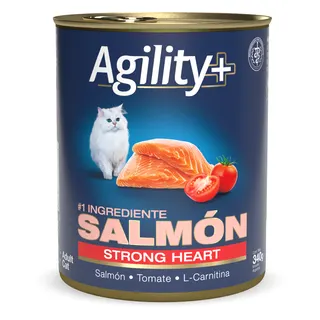 Agility+
#1 INGREDIENTE
SALMÓN
STRONG HEART
Salmón • Tomate • L-Carnitina
Adult
Cat
340g